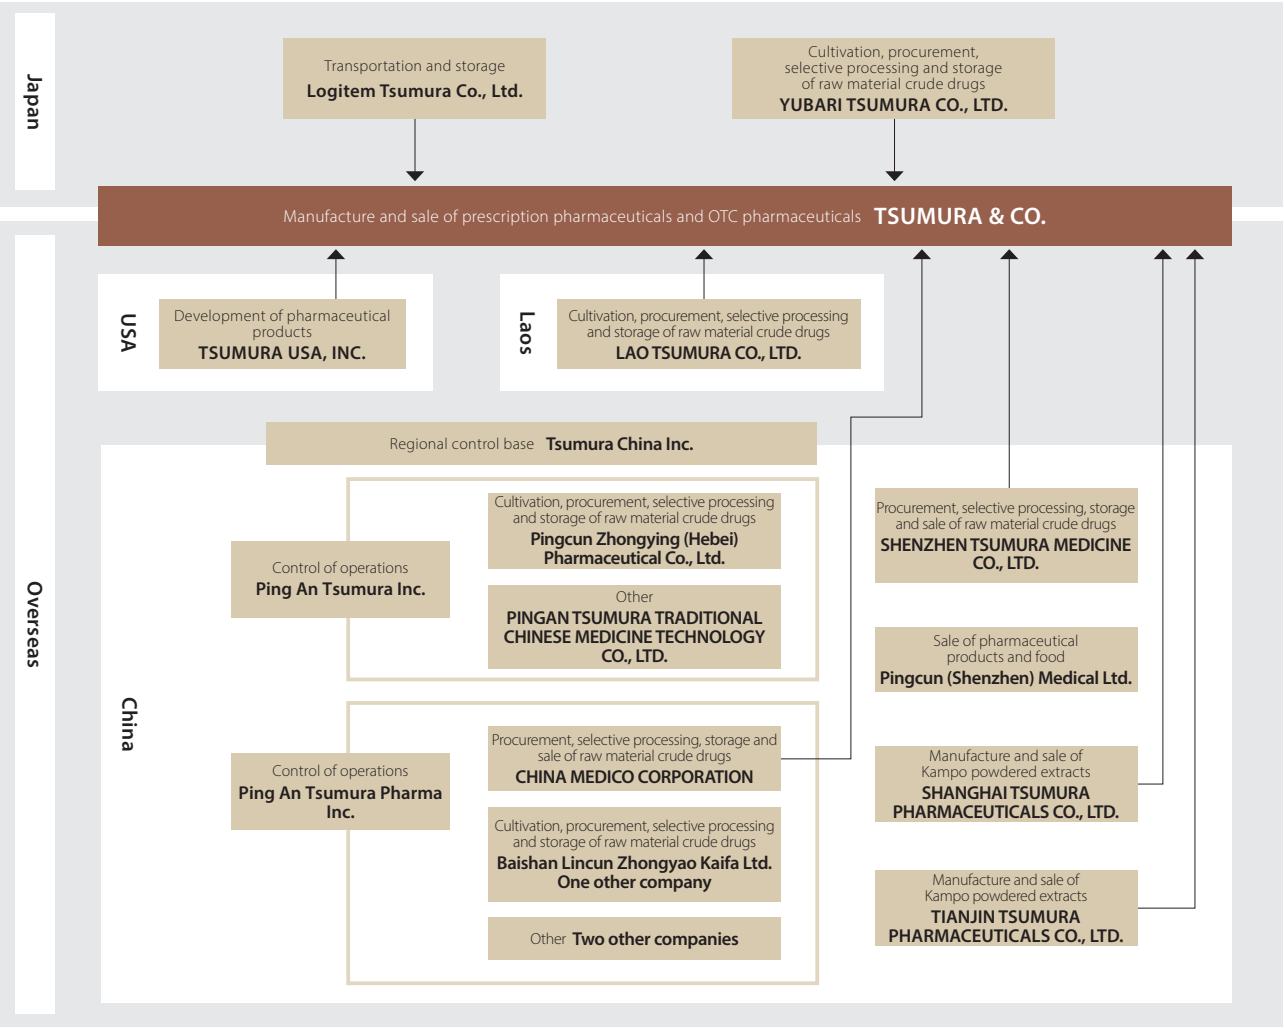 Japan
Transportation and storage
Logitem Tsumura Co., Ltd.
Cultivation, procurement,
selective processing and storage
of raw material crude drugs
YUBARI TSUMURA CO., LTD.
Manufacture and sale of prescription pharmaceuticals and OTC pharmaceuticals TSUMURA & CO.
Overseas
USA
Development of pharmaceutical
products
TSUMURA USA, INC.
Laos
Cultivation, procurement, selective processing
and storage of raw material crude drugs
LAO TSUMURA CO., LTD.
China
Regional control base Tsumura China Inc.
Control of operations
Ping An Tsumura Inc.
Cultivation, procurement, selective processing
and storage of raw material crude drugs
Pingcun Zhongying (Hebei)
Pharmaceutical Co., Ltd.
Other
PINGAN TSUMURA TRADITIONAL
CHINESE MEDICINE TECHNOLOGY
CO., LTD.
Control of operations
Ping An Tsumura Pharma
Inc.
Procurement, selective processing, storage and
sale of raw material crude drugs
CHINA MEDICO CORPORATION
Cultivation, procurement, selective processing
and storage of raw material crude drugs
Baishan Lincun Zhongyao Kaifa Ltd.
One other company
Other Two other companies
Procurement, selective processing, storage
and sale of raw material crude drugs
SHENZHEN TSUMURA MEDICINE
CO., LTD.
Sale of pharmaceutical
products and food
Pingcun (Shenzhen) Medical Ltd.
Manufacture and sale of
Kampo powdered extracts
SHANGHAI TSUMURA
PHARMACEUTICALS CO., LTD.
Manufacture and sale of
Kampo powdered extracts
TIANJIN TSUMURA
PHARMACEUTICALS CO., LTD.